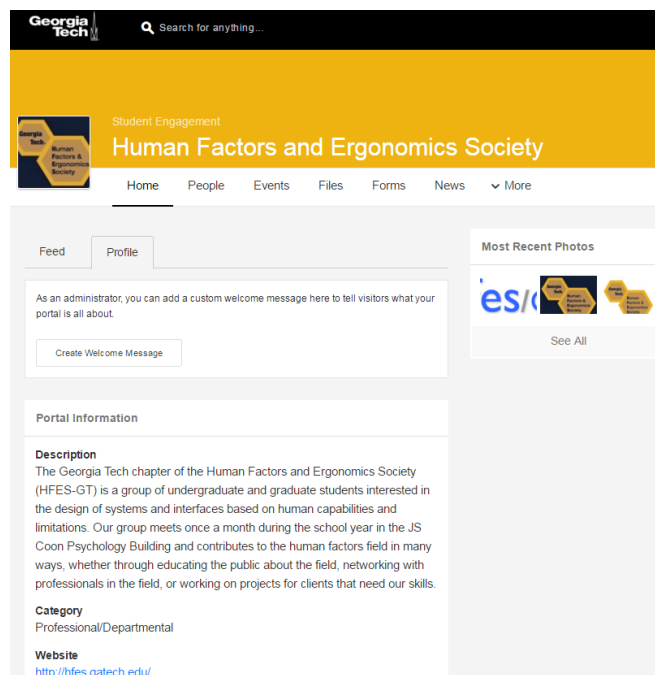 Georgia
Tech
Search for anything...
Student Engagement
Human Factors and Ergonomics Society
Georgia
Tech
Human
Factors &
Ergonomics
Society
Home People Events Files Forms News More
Feed Profile
As an administrator, you can add a custom welcome message here to tell visitors what your
portal is all about.
Create Welcome Message
Portal Information
Description
The Georgia Tech chapter of the Human Factors and Ergonomics Society
(HFES-GT) is a group of undergraduate and graduate students interested in
the design of systems and interfaces based on human capabilities and
limitations. Our group meets once a month during the school year in the JS
Coon Psychology Building and contributes to the human factors field in many
ways, whether through educating the public about the field, networking with
professionals in the field, or working on projects for clients that need our skills.
Category
Professional/Departmental
Website
http://hfes.gatech.edu/
Most Recent Photos
es/
See All